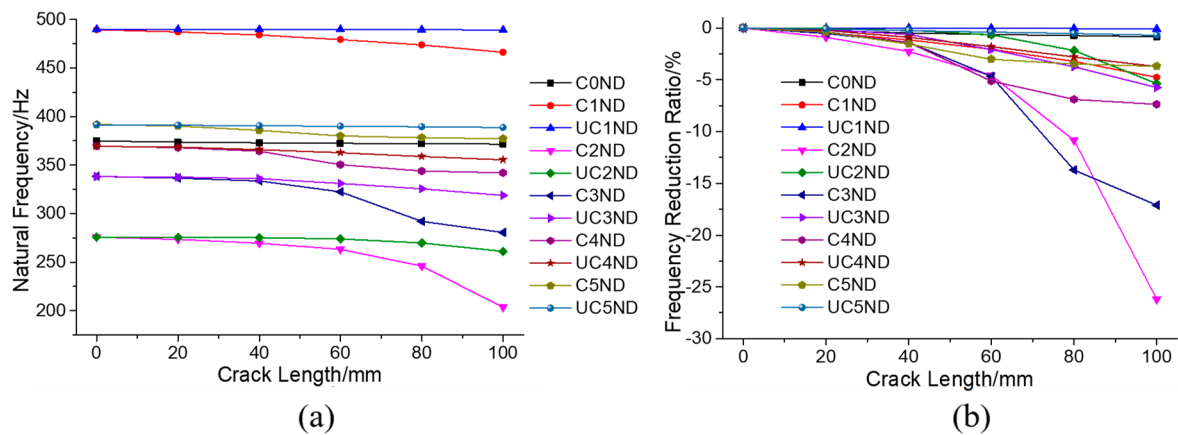 500
450
400
350
300
250
200
0
20
40
60
80
100
Natural Frequency/Hz
Crack Length/mm
C0ND
C1ND
UC1ND
C2ND
UC2ND
C3ND
UC3ND
C4ND
UC4ND
C5ND
UC5ND
(a)
0
-5
-10
-15
-20
-25
-30
0
20
40
60
80
100
Frequency Reduction Ratio/%
Crack Length/mm
C0ND
C1ND
UC1ND
C2ND
UC2ND
C3ND
UC3ND
C4ND
UC4ND
C5ND
UC5ND
(b)